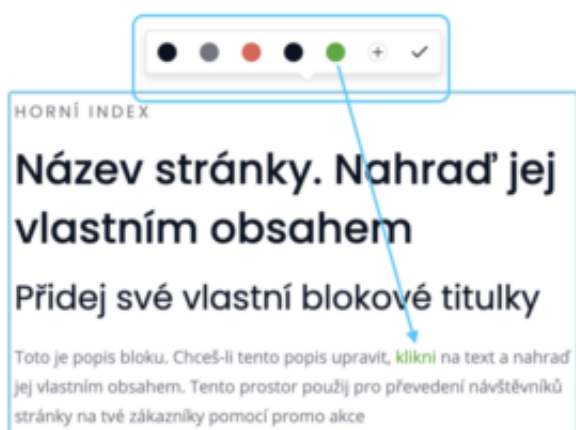 HORNÍ INDEX
Název stránky. Nahraď jej
vlastním obsahem
Přidej své vlastní blokové titulky
Toto je popis bloku. Chceš-li tento popis upravit, klikni na text a nahraď
jej vlastním obsahem. Tento prostor použij pro převedení návštěvníků
stránky na tvé zákazníky pomocí promo akce